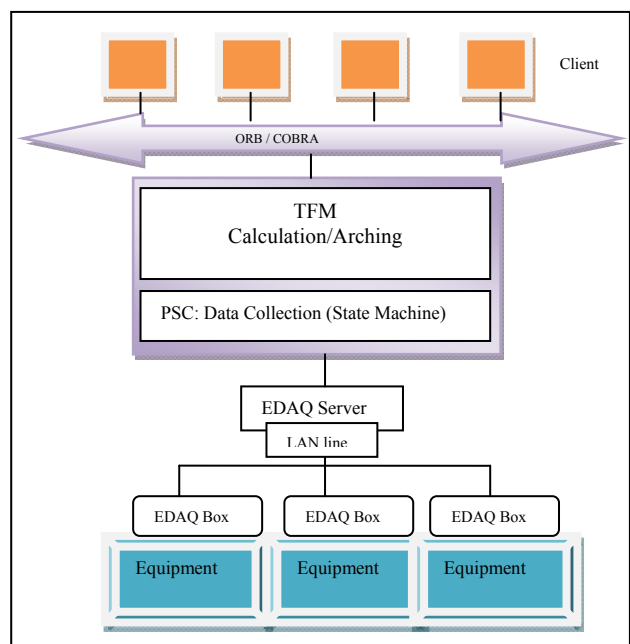 Client
ORB / COBRA
TFM
Calculation/Arching
PSC: Data Collection (State Machine)
EDAQ Server
LAN line
EDAQ Box EDAQ Box EDAQ Box
Equipment Equipment Equipment